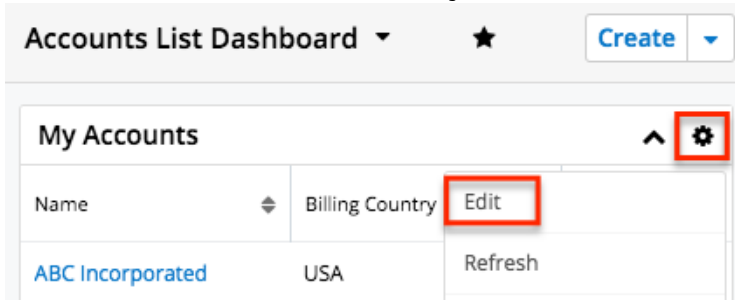 Accounts List Dashboard Create
My Accounts
Name Billing Country Edit
ABC Incorporated USA Refresh